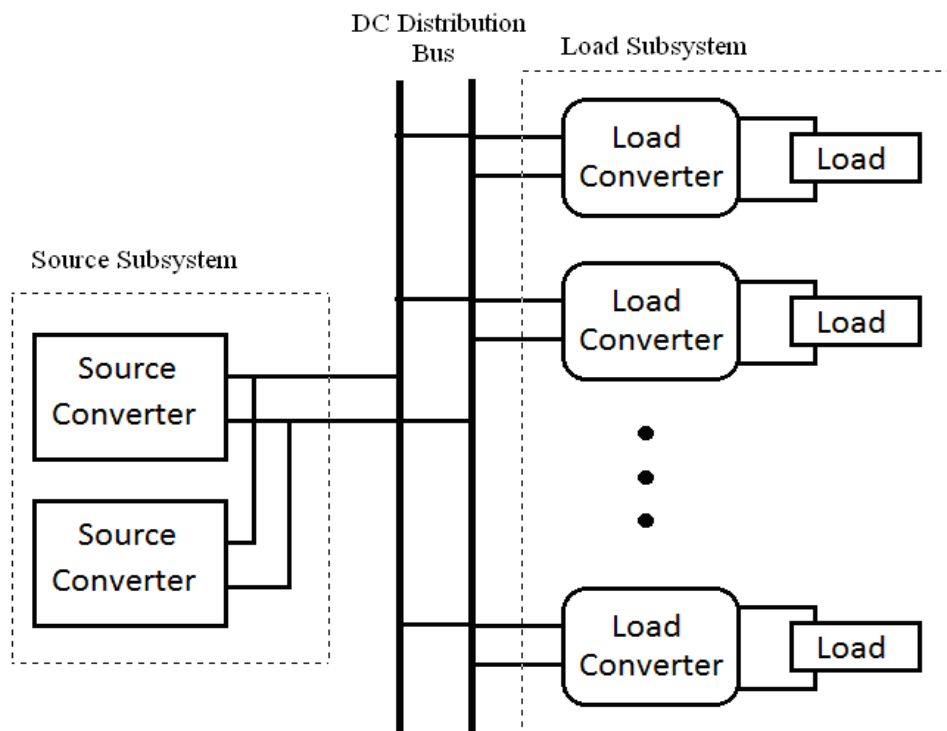 DC Distribution
Bus
Load Subsystem
Load
Converter
Load
Source Subsystem
Load
Converter
Load
Source
Converter
Source
Converter
Load
Converter
Load